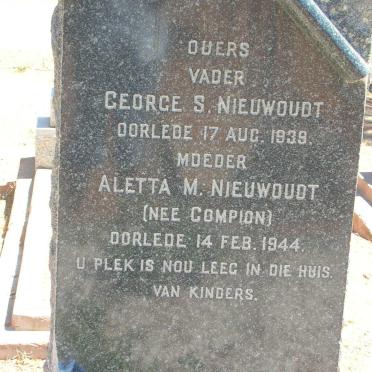 OUERS
VADER
GEORGE S. NIEUWOUDT
OORLEDE 17 AUG. 1939.
MOEDER
ALETTA M. NIEUWOUDT
(NEE COMPION)
OORLEDE 14 FEB. 1944.
U PLEK IS NOU LEEG IN DIE HUIS.
VAN KINDERS.